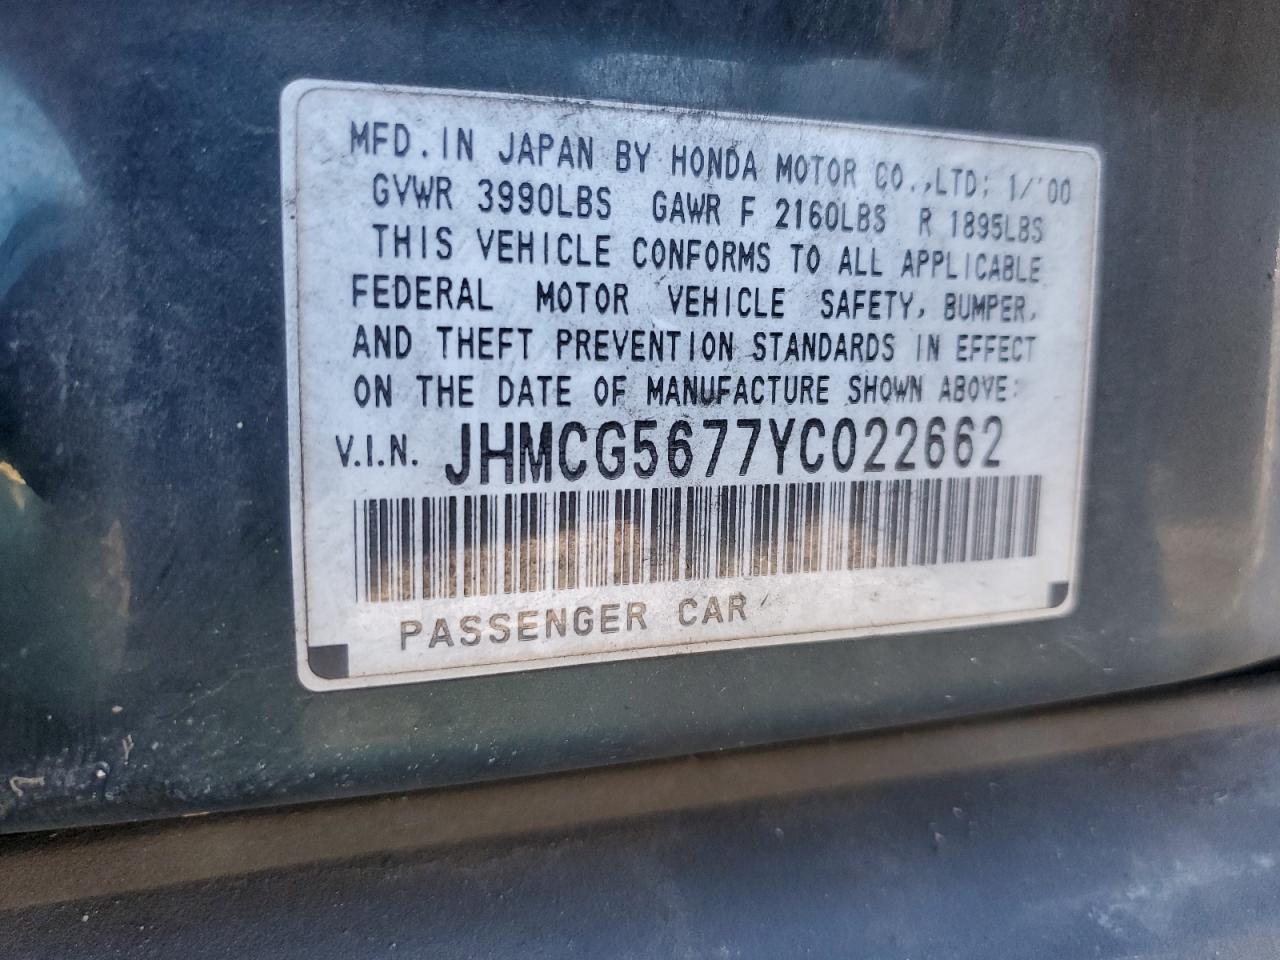 MFD. IN JAPAN BY HONDA MOTOR CO., LTD; 1/'00
GVWR 3990LBS GAWR F 2160LBS R 1895LBS
THIS VEHICLE CONFORMS TO ALL APPLICABLE
FEDERAL MOTOR VEHICLE SAFETY, BUMPER,
AND THEFT PREVENTION STANDARDS IN EFFECT
ON THE DATE OF MANUFACTURE SHOWN ABOVE:
V.I.N. JHMCG5677YC022662
PASSENGER CAR